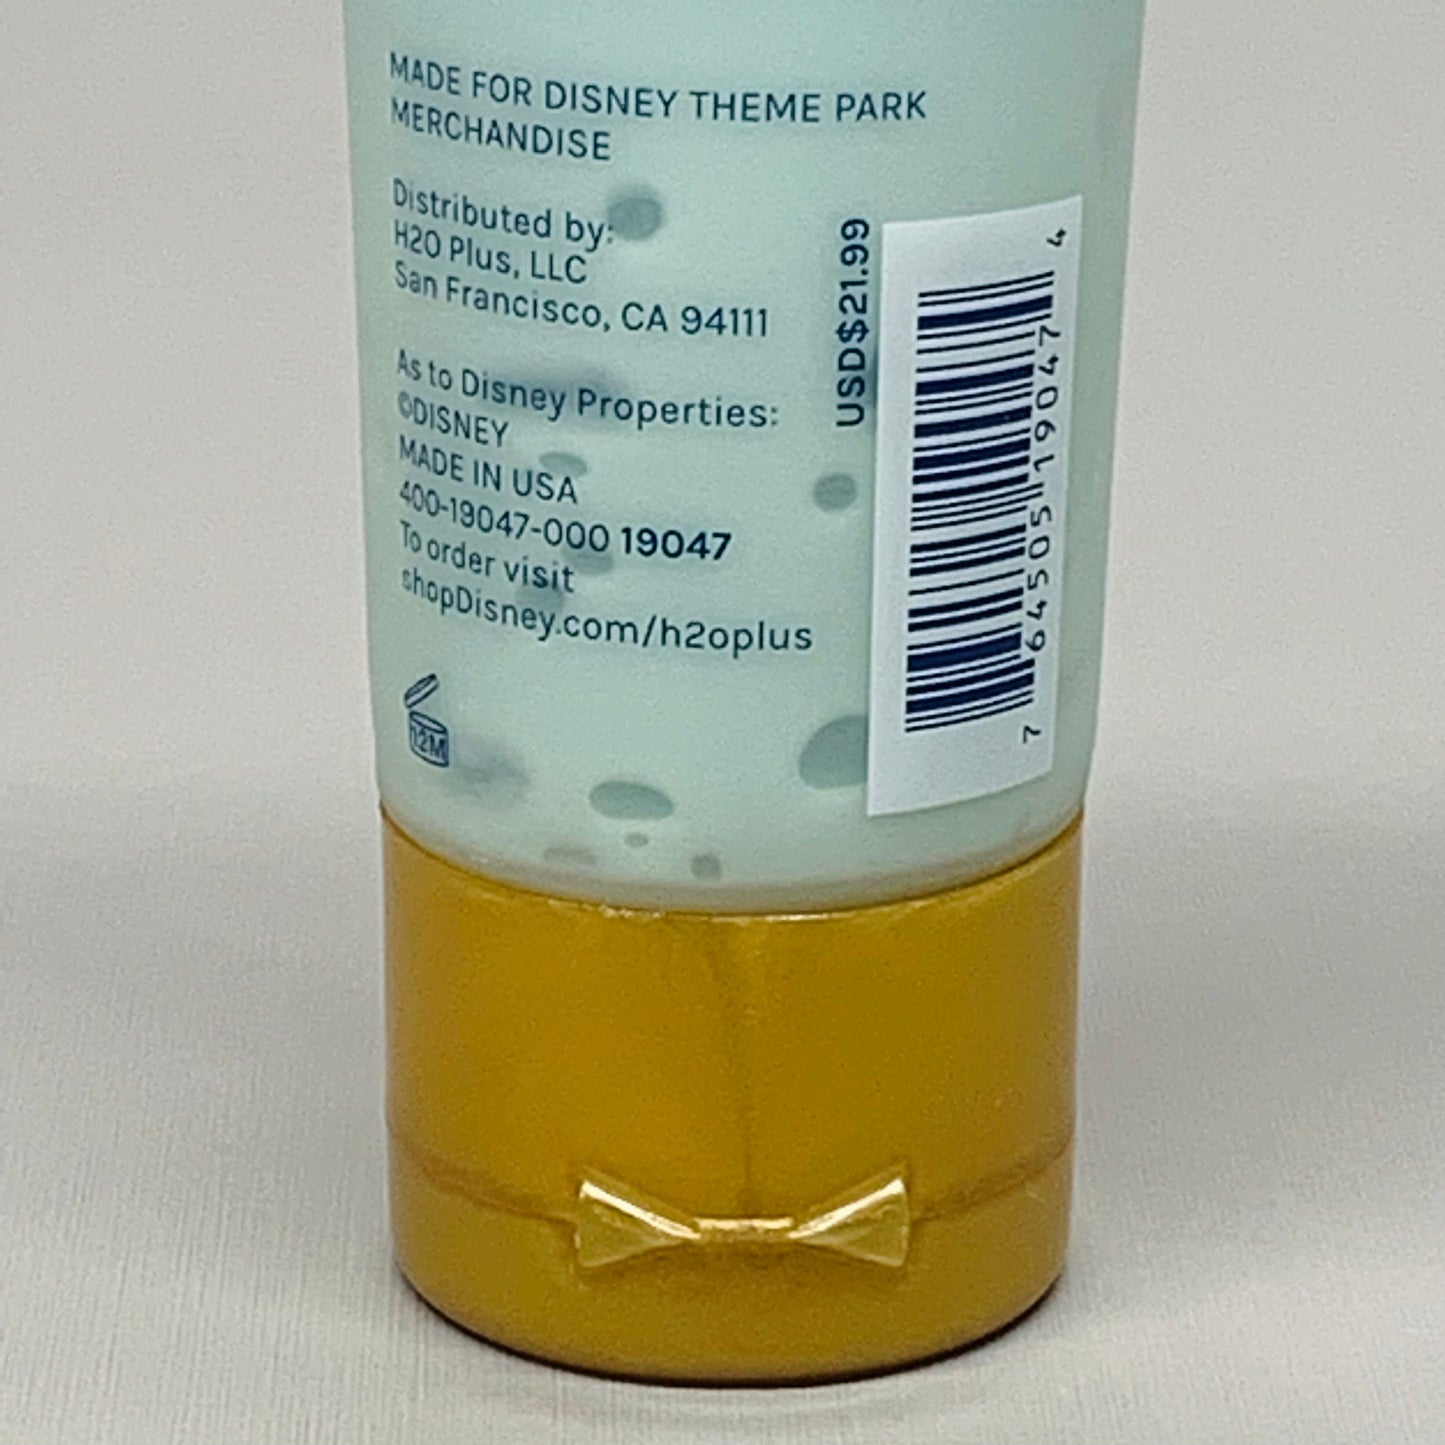 MADE FOR DISNEY THEME PARK
MERCHANDISE
Distributed by:
H2O Plus, LLC
San Francisco, CA 94111
As to Disney Properties:
©DISNEY
MADE IN USA
400-19047-000 19047
To order visit
shopDisney.com/h2oplus
12M
USD$21.99
7 64505 19047 4